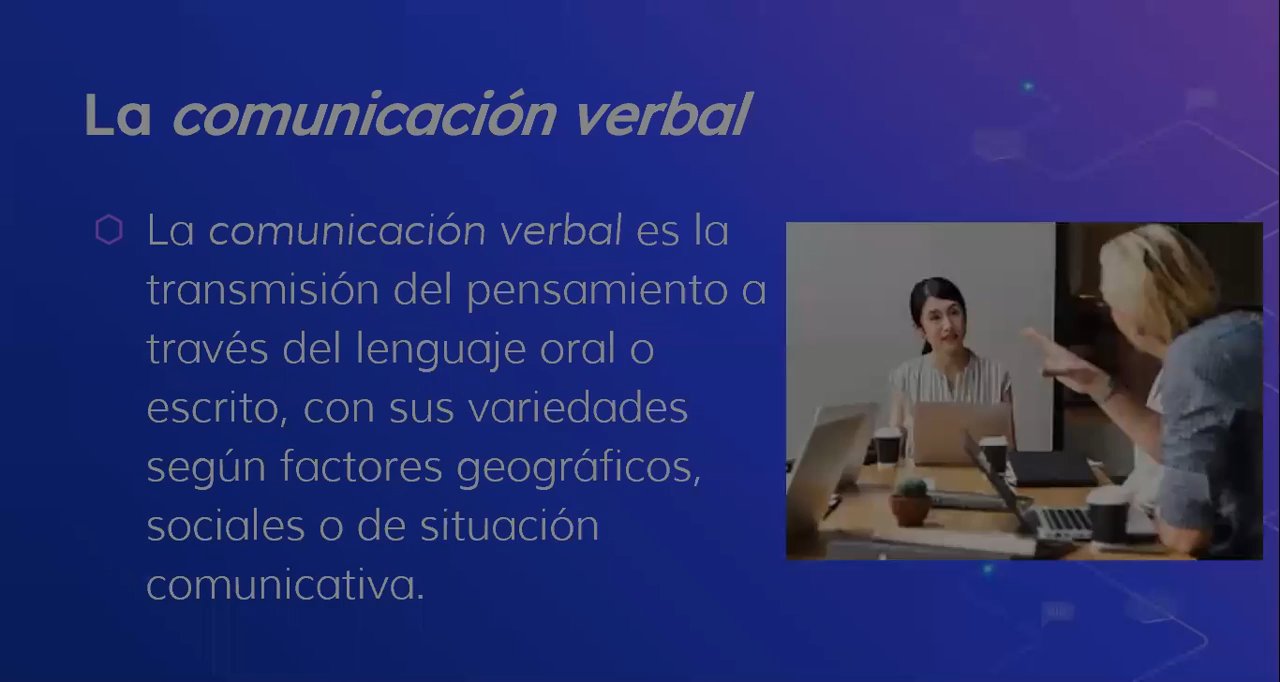 La comunicación verbal
La comunicación verbal es la
transmisión del pensamiento a
través del lenguaje oral o
escrito, con sus variedades
según factores geográficos,
sociales o de situación
comunicativa.